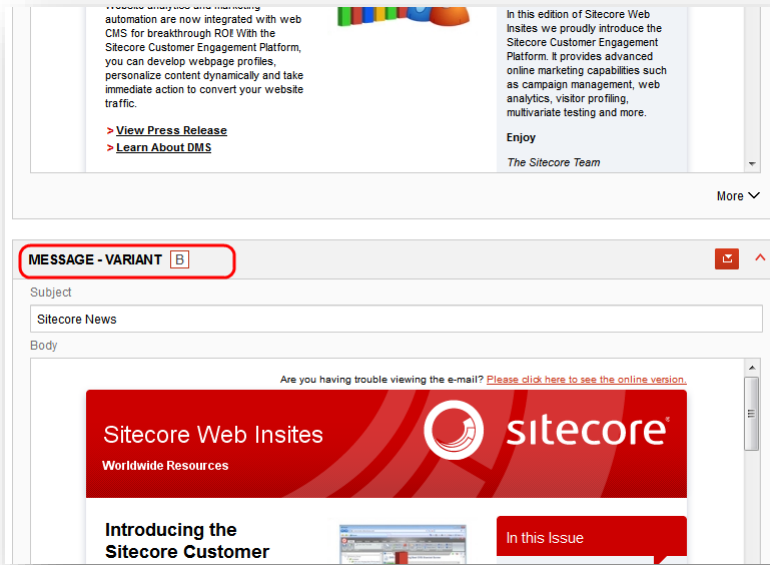 Website analytics and marketing
automation are now integrated with web
CMS for breakthrough ROI! With the
Sitecore Customer Engagement Platform,
you can develop webpage profiles,
personalize content dynamically and take
immediate action to convert your website
traffic.
> View Press Release
> Learn About DMS
In this edition of Sitecore Web
Insites we proudly introduce the
Sitecore Customer Engagement
Platform. It provides advanced
online marketing capabilities such
as campaign management, web
analytics, visitor profiling,
multivariate testing and more.
Enjoy
The Sitecore Team
More
MESSAGE - VARIANT B
Subject
Sitecore News
Body
Are you having trouble viewing the e-mail? Please click here to see the online version.
Sitecore Web Insites
Worldwide Resources
sitecore
Introducing the
Sitecore Customer
In this Issue